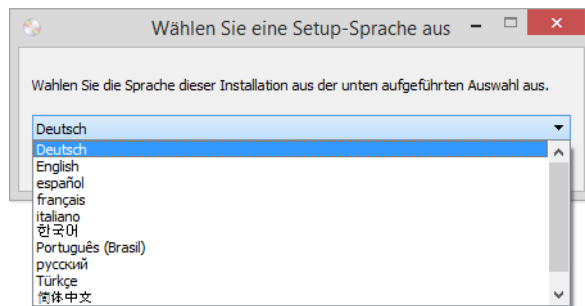 Wählen Sie eine Setup-Sprache aus
Wahlen Sie die Sprache dieser Installation aus der unten aufgeführten Auswahl aus.
Deutsch
Deutsch
English
español
français
italiano
한국어
Português (Brasil)
русский
Türkçe
简体中文